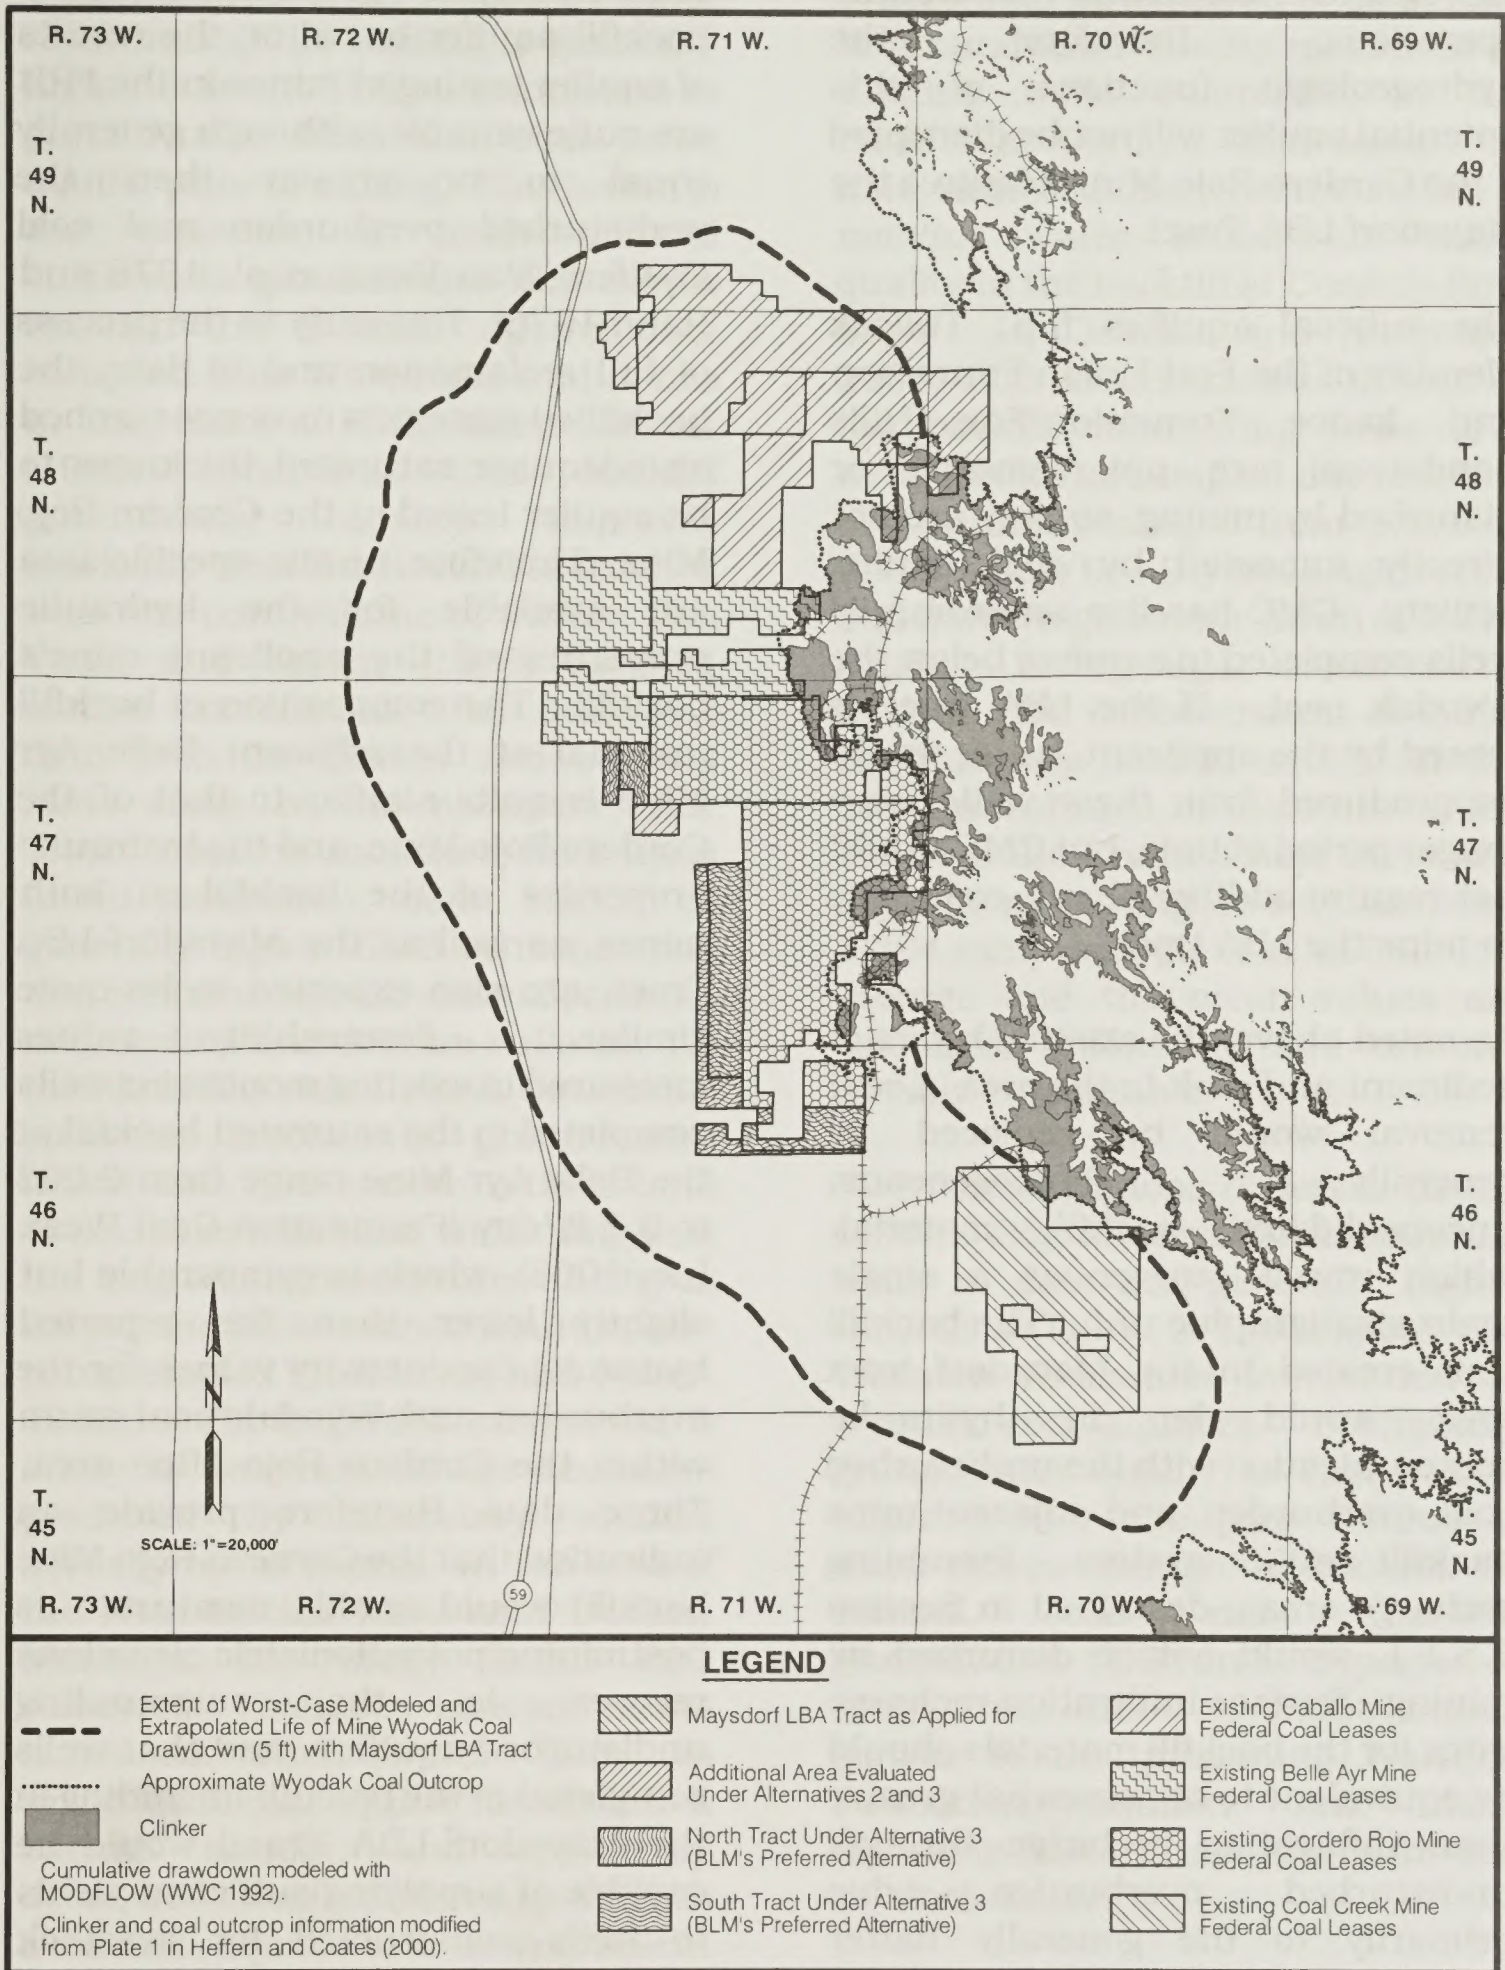 R. 73 W. R. 72 W. R. 71 W. R. 70 W. R. 69 W.
T.
49
N.
T.
49
N.
T.
48
N.
T.
48
N.
T.
47
N.
T.
47
N.
T.
46
N.
T.
46
N.
N
T.
45
N.
T.
45
N.
SCALE: 1"=20,000'
59
R. 73 W. R. 72 W. R. 71 W. R. 70 W. R. 69 W.
LEGEND
Extent of Worst-Case Modeled and
Extrapolated Life of Mine Wyodak Coal
Drawdown (5 ft) with Maysdorf LBA Tract
Approximate Wyodak Coal Outcrop
Clinker
Cumulative drawdown modeled with
MODFLOW (WWC 1992).
Clinker and coal outcrop information modified
from Plate 1 in Heffern and Coates (2000).
Maysdorf LBA Tract as Applied for
Additional Area Evaluated
Under Alternatives 2 and 3
North Tract Under Alternative 3
(BLM's Preferred Alternative)
South Tract Under Alternative 3
(BLM's Preferred Alternative)
Existing Caballo Mine
Federal Coal Leases
Existing Belle Ayr Mine
Federal Coal Leases
Existing Cordero Rojo Mine
Federal Coal Leases
Existing Coal Creek Mine
Federal Coal Leases